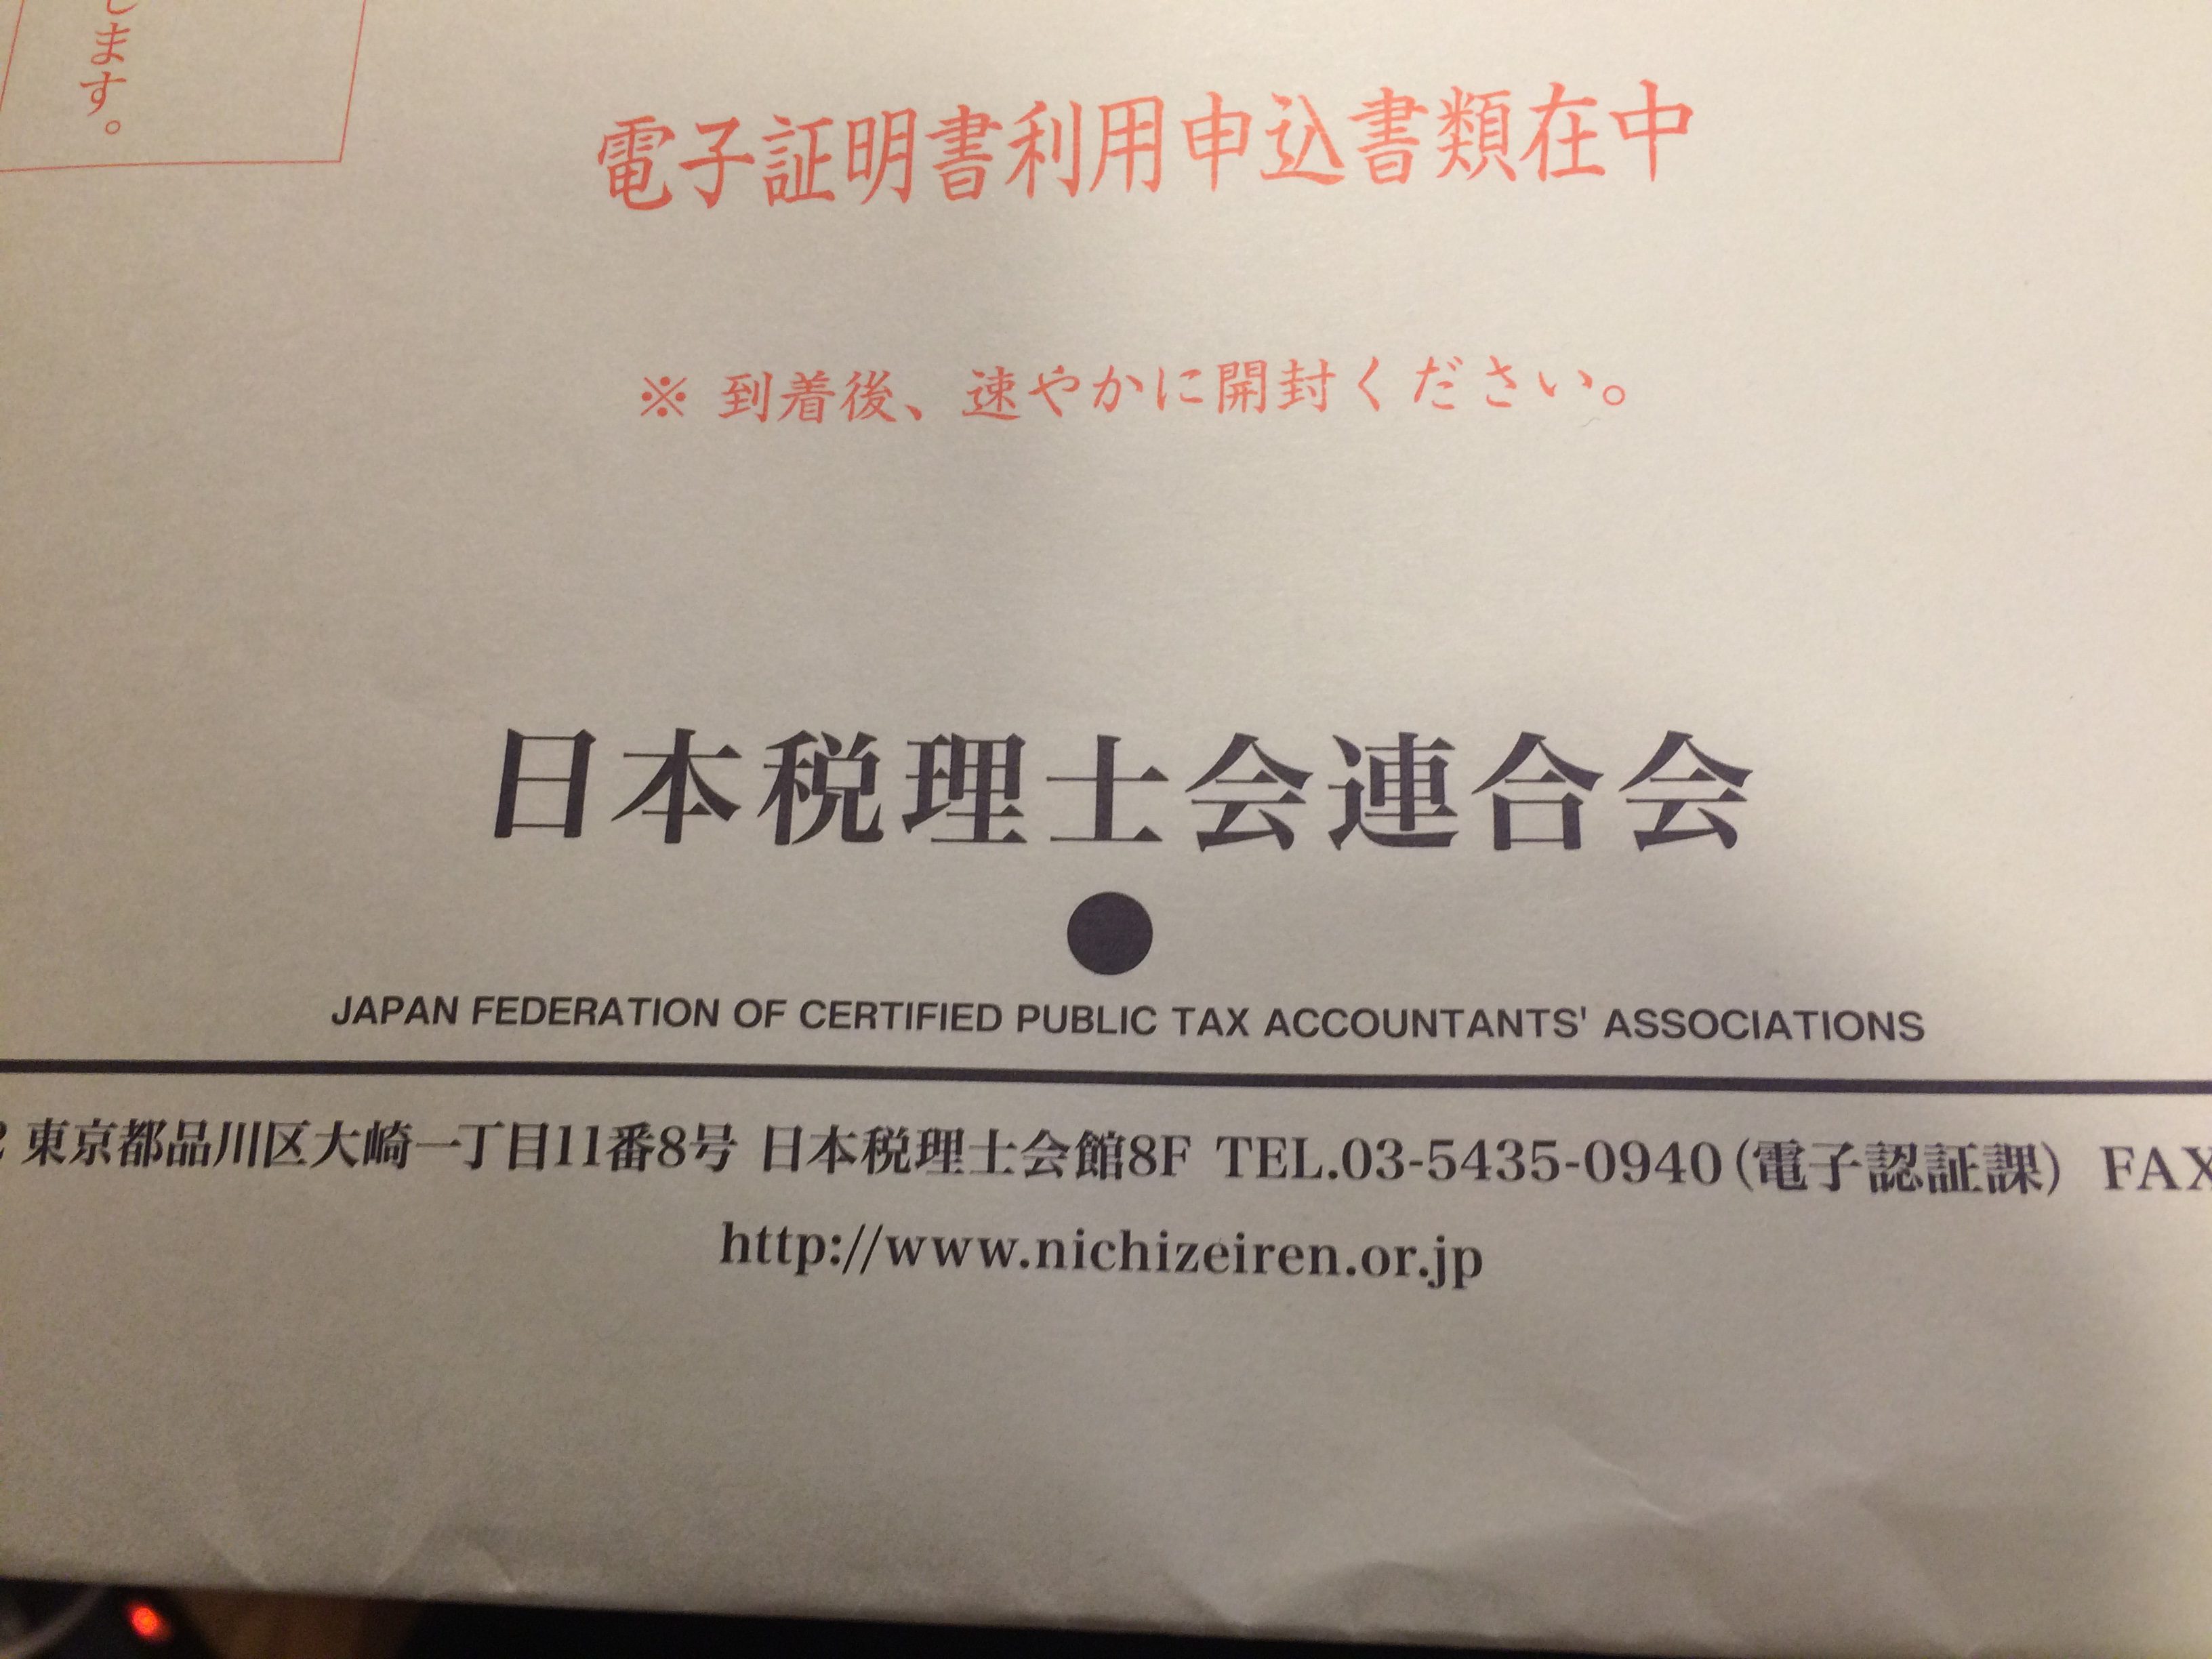 します。
電子証明書利用申込書類在中
※ 到着後、速やかに開封ください。
日本税理士会連合会
JAPAN FEDERATION OF CERTIFIED PUBLIC TAX ACCOUNTANTS' ASSOCIATIONS
2 東京都品川区大崎一丁目11番8号 日本税理士会館8F TEL.03-5435-0940(電子認証課) FAX
http://www.nichizeiren.or.jp